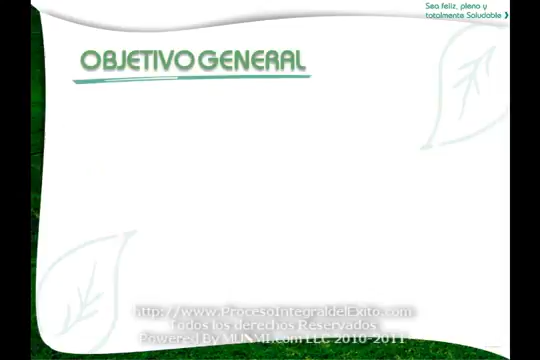 Sea feliz, pleno y
totalmente Saludable ❯
OBJETIVO GENERAL
http://www.ProcesoIntegraldelExito.com
Todos los derechos Reservados
Powered By MUNMI.com LLC 2010-2011